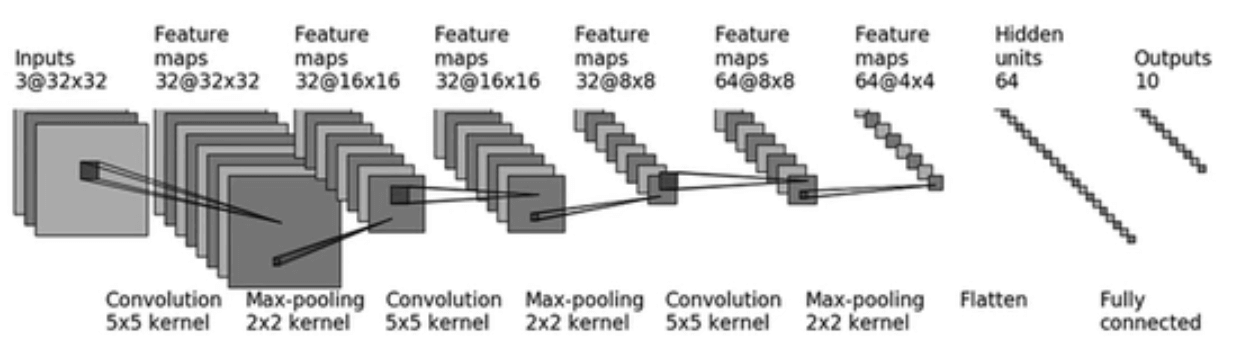 Inputs
3@32x32
Feature
maps
32@32x32
Feature
maps
32@16x16
Feature
maps
32@16x16
Feature
maps
32@8x8
Feature
maps
64@8x8
Feature
maps
64@4x4
Hidden
units
64
Outputs
10
Convolution
5x5 kernel
Max-pooling
2x2 kernel
Convolution
5x5 kernel
Max-pooling
2x2 kernel
Convolution
5x5 kernel
Max-pooling
2x2 kernel
Flatten
Fully
connected